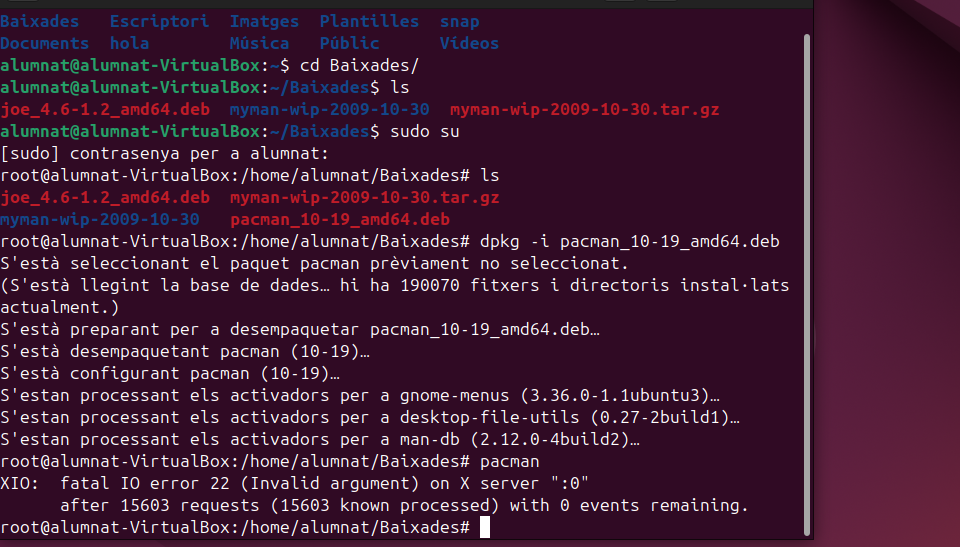 Baixades   Escriptori  Imatges  Plantilles  snap
Documents  hola        Música   Públic      Vídeos
alumnat@alumnat-VirtualBox:~$ cd Baixades/
alumnat@alumnat-VirtualBox:~/Baixades$ ls
joe_4.6-1.2_amd64.deb  myman-wip-2009-10-30  myman-wip-2009-10-30.tar.gz
alumnat@alumnat-VirtualBox:~/Baixades$ sudo su
[sudo] contrasenya per a alumnat:
root@alumnat-VirtualBox:/home/alumnat/Baixades# ls
joe_4.6-1.2_amd64.deb  myman-wip-2009-10-30.tar.gz
myman-wip-2009-10-30   pacman_10-19_amd64.deb
root@alumnat-VirtualBox:/home/alumnat/Baixades# dpkg -i pacman_10-19_amd64.deb
S'està seleccionant el paquet pacman prèviament no seleccionat.
(S'està llegint la base de dades… hi ha 190070 fitxers i directoris instal·lats
actualment.)
S'està preparant per a desempaquetar pacman_10-19_amd64.deb…
S'està desempaquetant pacman (10-19)…
S'està configurant pacman (10-19)…
S'estan processant els activadors per a gnome-menus (3.36.0-1.1ubuntu3)…
S'estan processant els activadors per a desktop-file-utils (0.27-2build1)…
S'estan processant els activadors per a man-db (2.12.0-4build2)…
root@alumnat-VirtualBox:/home/alumnat/Baixades# pacman
XIO:  fatal IO error 22 (Invalid argument) on X server ":0"
      after 15603 requests (15603 known processed) with 0 events remaining.
root@alumnat-VirtualBox:/home/alumnat/Baixades#